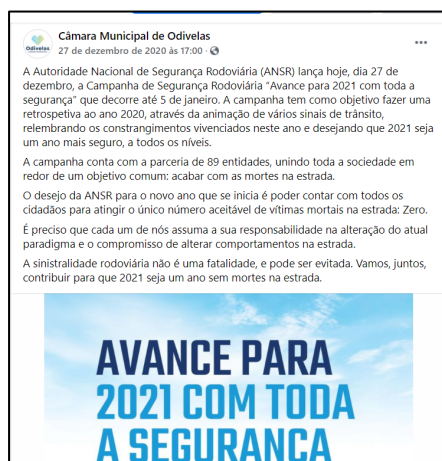 Câmara Municipal de Odivelas
Odivelas
27 de dezembro de 2020 às 17:00 ·
A Autoridade Nacional de Segurança Rodoviária (ANSR) lança hoje, dia 27 de
dezembro, a Campanha de Segurança Rodoviária "Avance para 2021 com toda a
segurança" que decorre até 5 de janeiro. A campanha tem como objetivo fazer uma
retrospetiva ao ano 2020, através da animação de vários sinais de trânsito,
relembrando os constrangimentos vivenciados neste ano e desejando que 2021 seja
um ano mais seguro, a todos os níveis.
A campanha conta com a parceria de 89 entidades, unindo toda a sociedade em
redor de um objetivo comum: acabar com as mortes na estrada.
O desejo da ANSR para o novo ano que se inicia é poder contar com todos os
cidadãos para atingir o único número aceitável de vítimas mortais na estrada: Zero.
É preciso que cada um de nós assuma a sua responsabilidade na alteração do atual
paradigma e o compromisso de alterar comportamentos na estrada.
A sinistralidade rodoviária não é uma fatalidade, e pode ser evitada. Vamos, juntos,
contribuir para que 2021 seja um ano sem mortes na estrada.
AVANCE PARA
2021 COM TODA
A SEGURANÇA